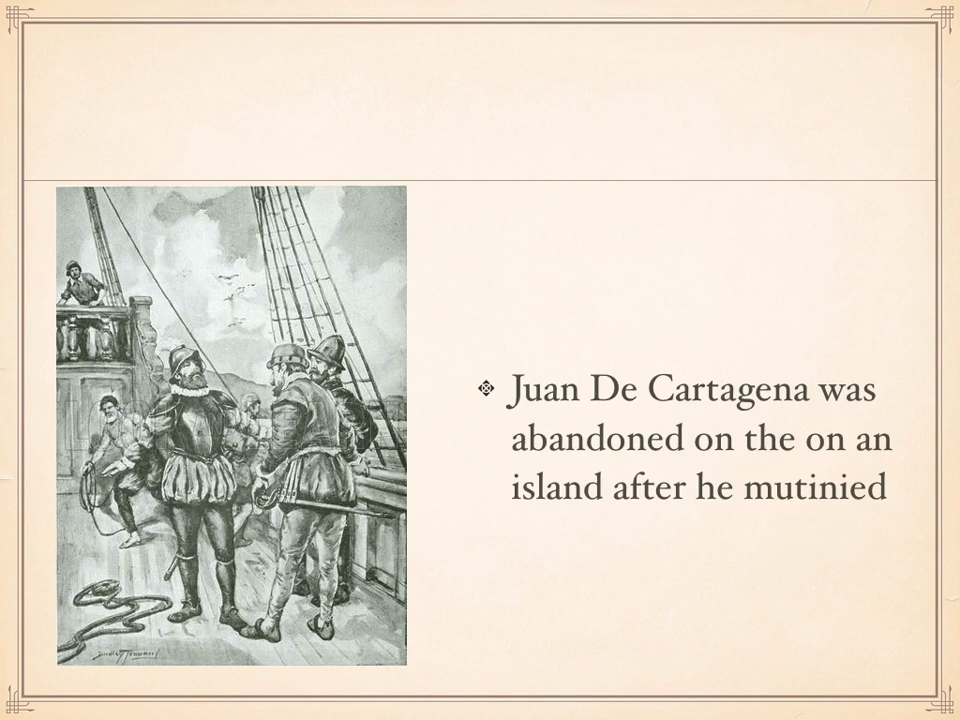 Juan De Cartagena was
abandoned on the on an
island after he mutinied